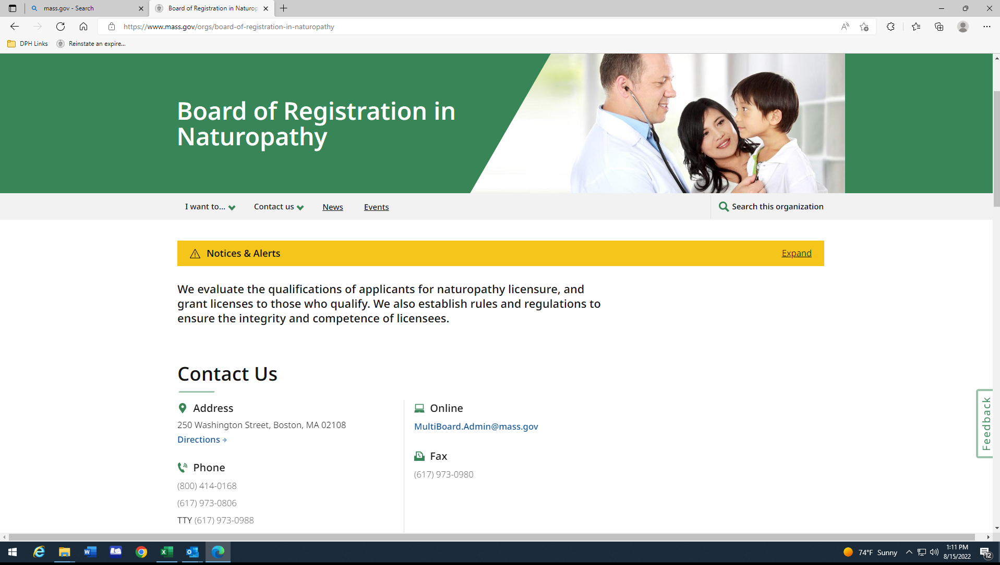 mass.gov - Search
Board of Registration in Naturop
https://www.mass.gov/orgs/board-of-registration-in-naturopathy
DPH Links
Reinstate an expire...
Board of Registration in
Naturopathy
I want to...
Contact us
News
Events
Search this organization
Notices & Alerts
Expand
We evaluate the qualifications of applicants for naturopathy licensure, and
grant licenses to those who qualify. We also establish rules and regulations to
ensure the integrity and competence of licensees.
Contact Us
Address
250 Washington Street, Boston, MA 02108
Directions
Phone
(800) 414-0168
(617) 973-0806
TTY (617) 973-0988
Online
MultiBoard.Admin@mass.gov
Fax
(617) 973-0980
Feedback
74°F Sunny
1:11 PM
8/15/2022
12